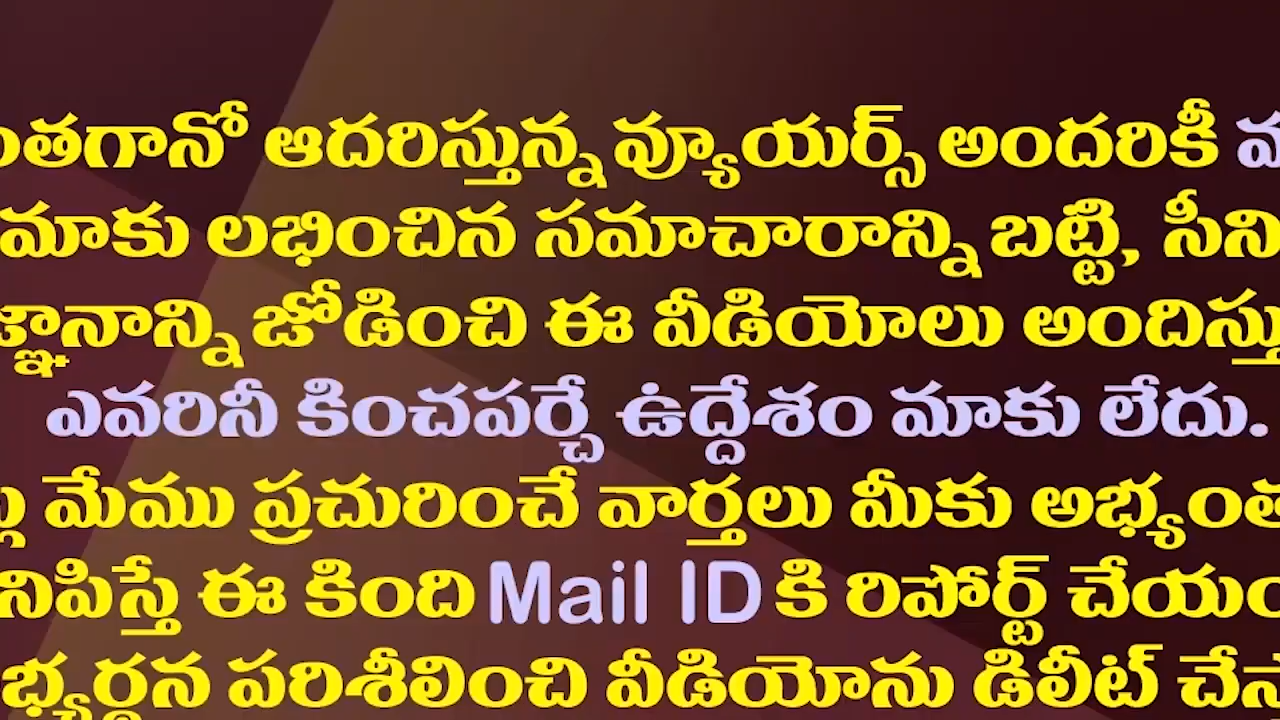 ఆదరిస్తున్న వ్యూయర్స్ అందరికీ
మాకు లభించిన సమాచారాన్ని బట్టి,
జోడించి ఈ వీడియోలు
ఎవరినీ కించపర్చే ఉద్దేశం మాకు లేదు.
మేము ప్రచురించే వార్తలు మీకు
ఈ కింది Mail ID కి రిపోర్ట్
పరిశీలించి వీడియోను డిలీట్